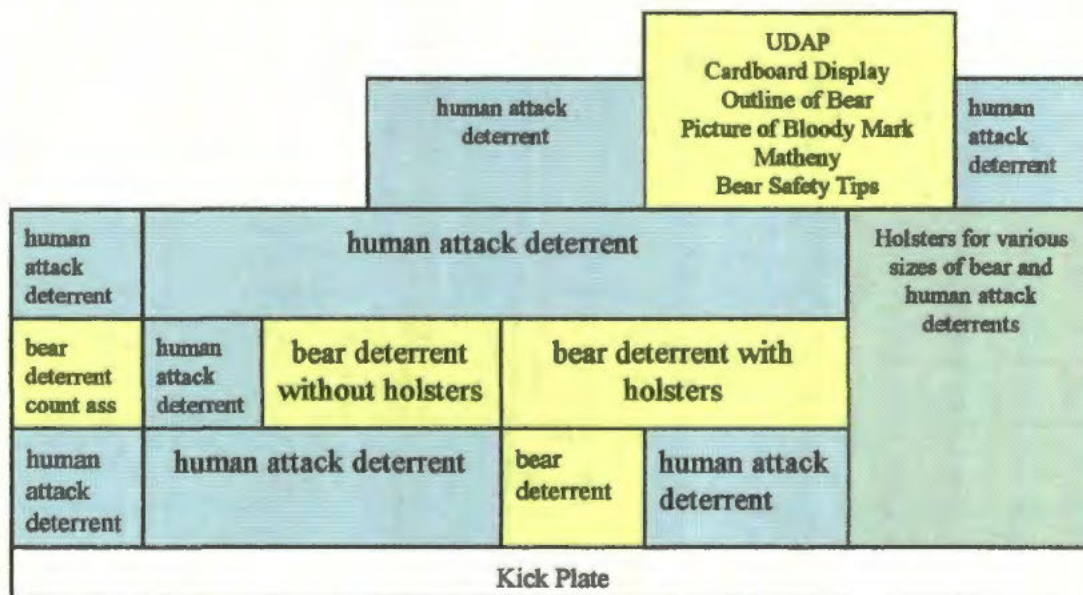 UDAP
Cardboard Display
Outline of Bear
Picture of Bloody Mark
Matheny
Bear Safety Tips
human attack
deterrent
human
attack
deterrent
human
attack
deterrent
human attack deterrent
Holsters for various
sizes of bear and
human attack
deterrents
bear
deterrent
count ass
human
attack
deterrent
bear deterrent
without holsters
bear deterrent with
holsters
human
attack
deterrent
human attack deterrent
bear
deterrent
human attack
deterrent
Kick Plate